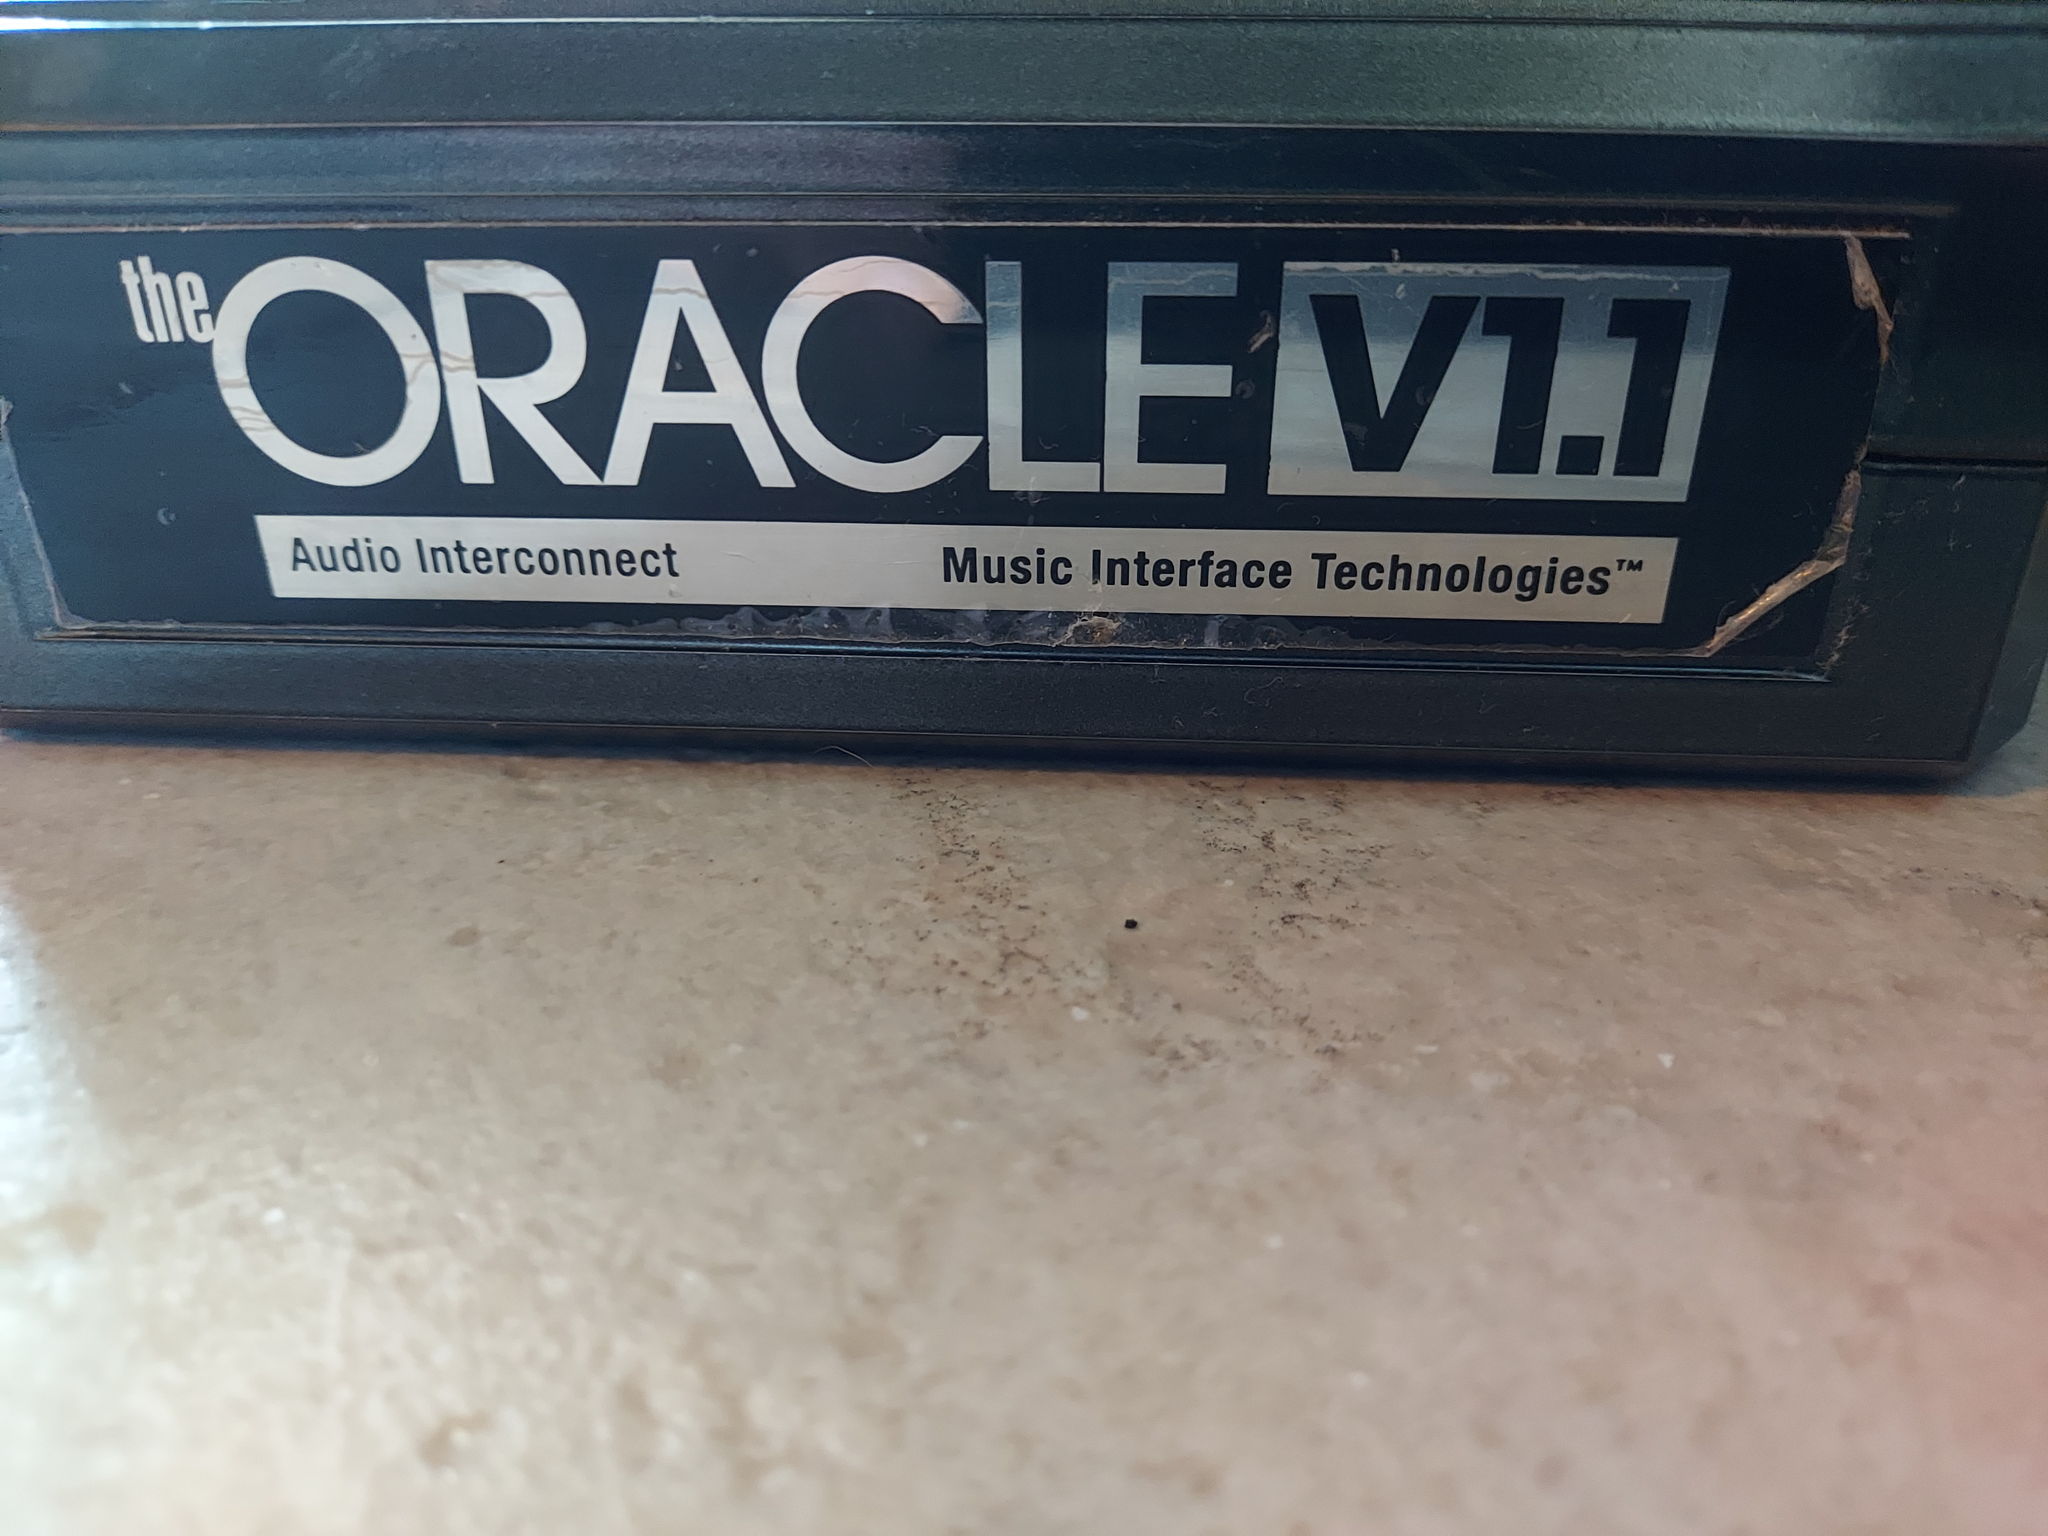 the ORACLE V1.1
Audio Interconnect Music Interface Technologies™